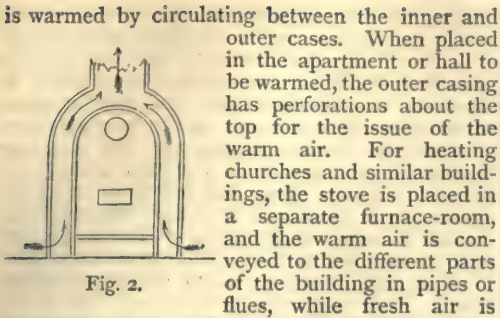 is warmed by circulating between the inner and
outer cases. When placed
in the apartment or hall to
be warmed, the outer casing
has perforations about the
top for the issue of the
warm air. For heating
churches and similar build-
ings, the stove is placed in
a separate furnace-room,
and the warm air is con-
veyed to the different parts
of the building in pipes or
flues, while fresh air is
Fig. 2.